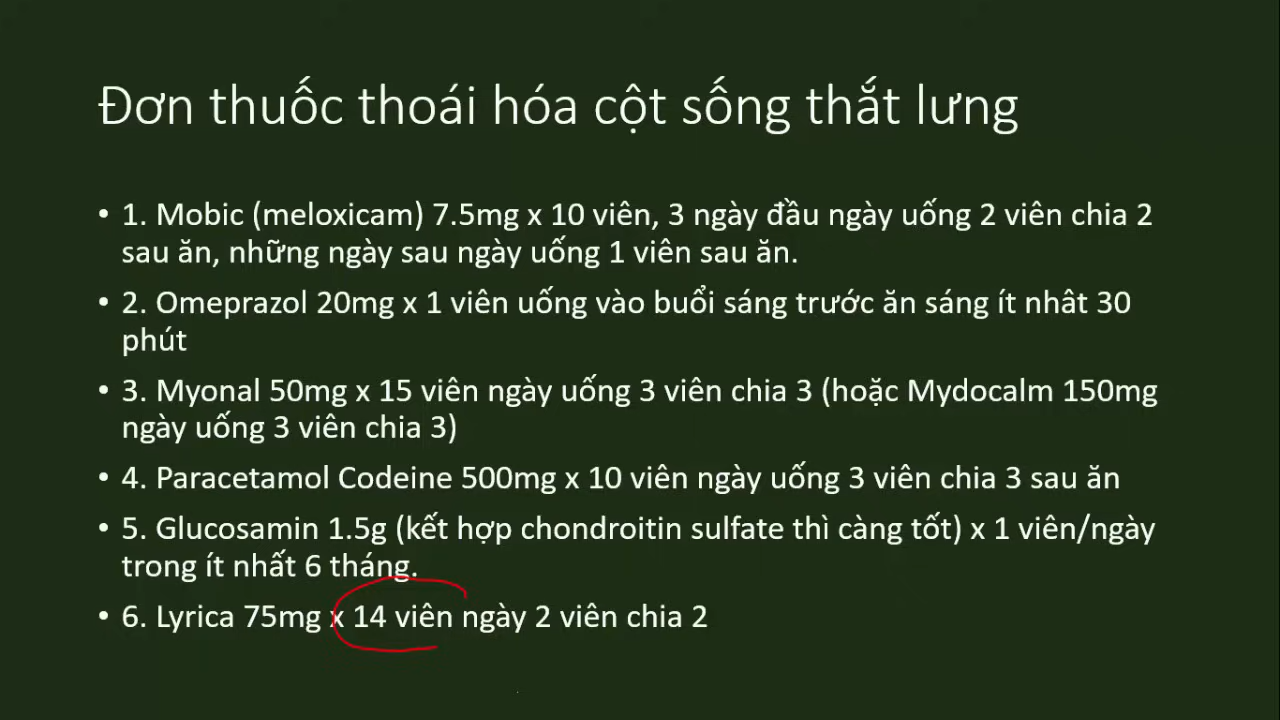 Đơn thuốc thoái hóa cột sống thắt lưng
• 1. Mobic (meloxicam) 7.5mg x 10 viên, 3 ngày đầu ngày uống 2 viên chia 2
sau ăn, những ngày sau ngày uống 1 viên sau ăn.
• 2. Omeprazol 20mg x 1 viên uống vào buổi sáng trước ăn sáng ít nhât 30
phút
• 3. Myonal 50mg x 15 viên ngày uống 3 viên chia 3 (hoặc Mydocalm 150mg
ngày uống 3 viên chia 3)
• 4. Paracetamol Codeine 500mg x 10 viên ngày uống 3 viên chia 3 sau ăn
• 5. Glucosamin 1.5g (kết hợp chondroitin sulfate thì càng tốt) x 1 viên/ngày
trong ít nhất 6 tháng.
• 6. Lyrica 75mg x 14 viên ngày 2 viên chia 2